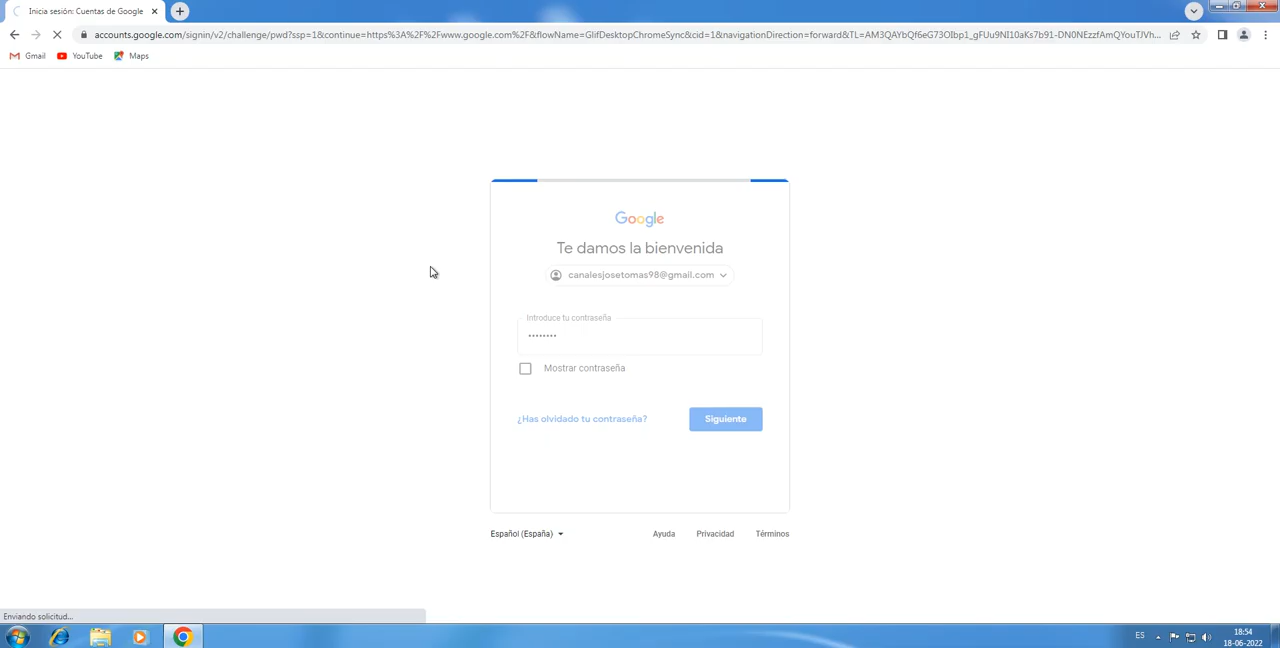 Inicia sesión: Cuentas de Google
accounts.google.com/signin/v2/challenge/pwd?ssp=1&continue=https%3A%2F%2Fwww.google.com%2F&flowName=GlifDesktopChromeSync&cid=1&navigationDirection=forward&TL=AM3QAYbQf6eG73OIbp1_gFUu9NI10aKs7b91-DN0NEzzfAmQYouTJVh...
Gmail YouTube Maps
Google
Te damos la bienvenida
canalesjosetomas98@gmail.com
Introduce tu contraseña
••••••••
Mostrar contraseña
¿Has olvidado tu contraseña? Siguiente
Español (España) Ayuda Privacidad Términos
Enviando solicitud...
ES 18:54
18-06-2022